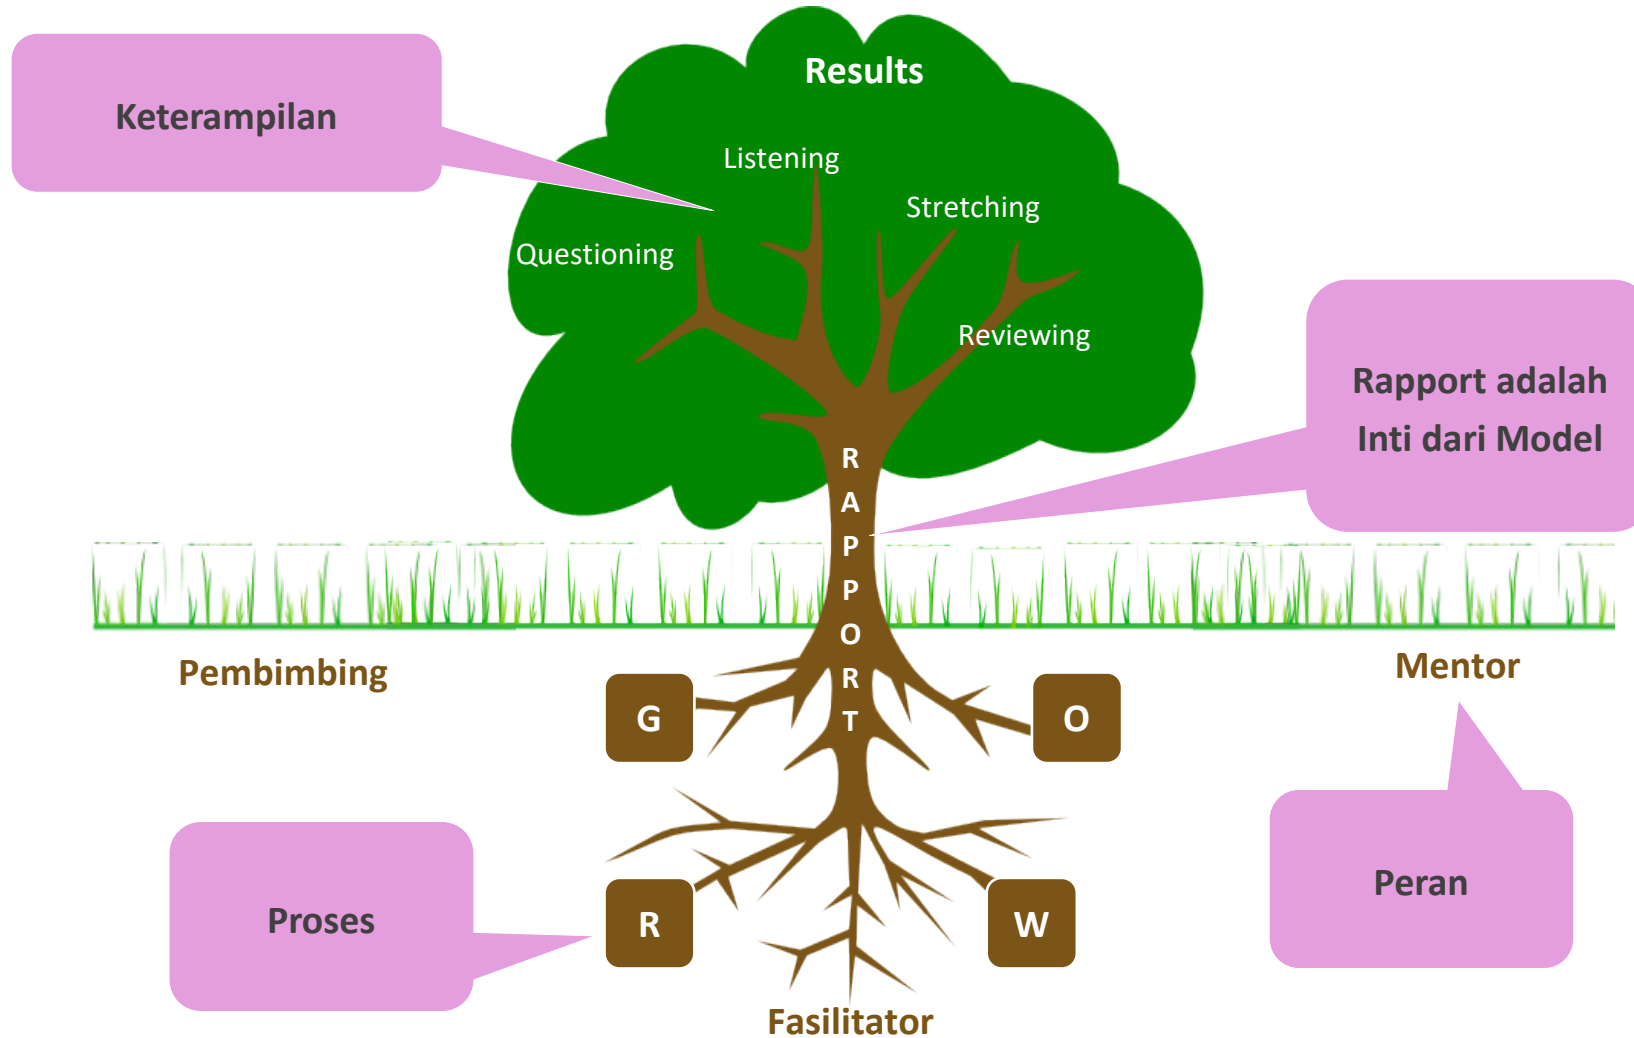 Results
Keterampilan
Listening
Stretching
Questioning
Reviewing
Rapport adalah
Inti dari Model
R
A
P
P
O
R
T
Pembimbing
Mentor
G
O
Peran
Proses
R
W
Fasilitator